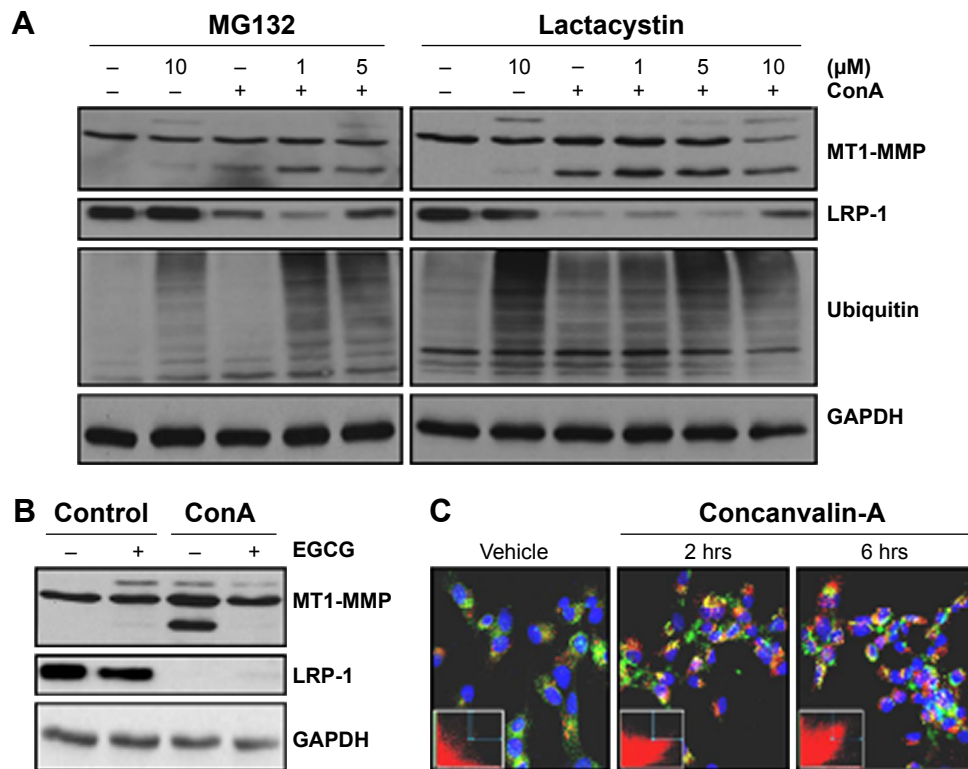 A
MG132 Lactacystin
– 10 – 1 5 – 10 – 1 5 10 (µM)
– – + + + – – + + + + ConA
MT1-MMP
LRP-1
Ubiquitin
GAPDH
B
Control ConA
– + – + EGCG
MT1-MMP
LRP-1
GAPDH
C
Concanvalin-A
Vehicle 2 hrs 6 hrs